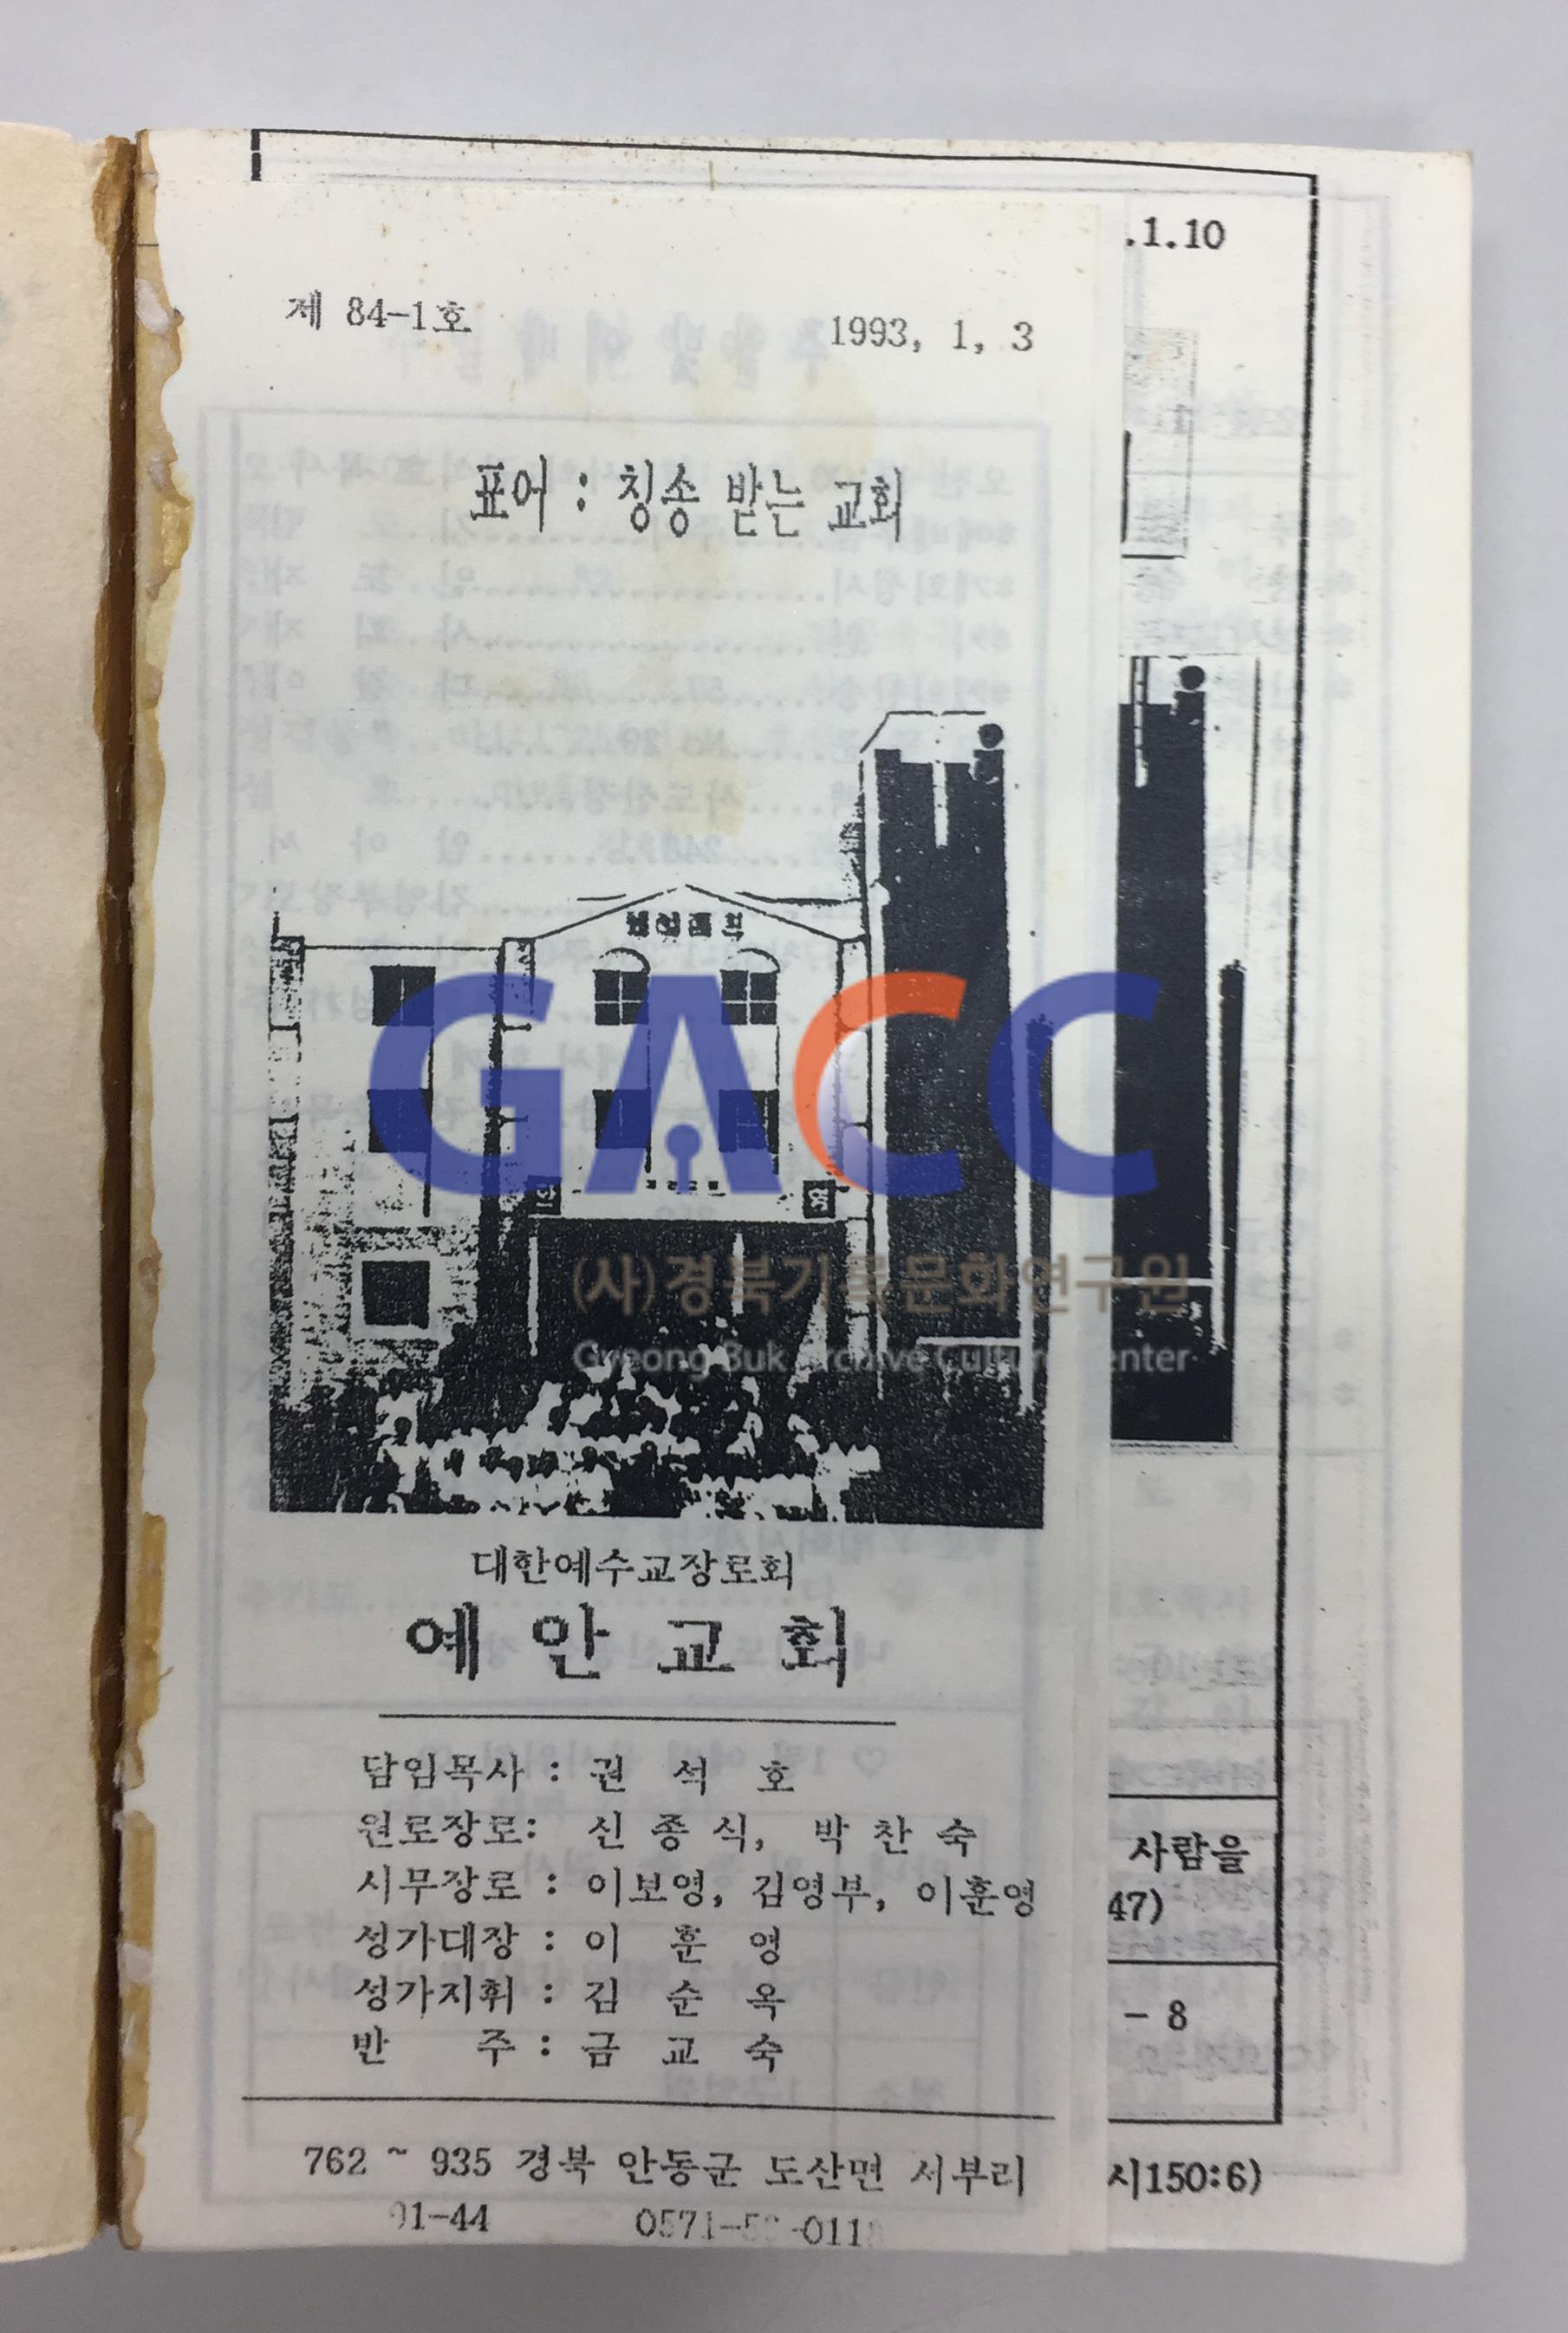 .1.10
제 84-1호
1993, 1, 3
표어 : 칭송 받는 교회
GACC
(사)경북기록문화연구원
Gyeong Buk Archive Culture Center
대한예수교장로회
예 안 교 회
담임목사 : 권 석 호
원로장로: 신 종 식, 박 찬 숙
시무장로 : 이보영, 김영부, 이훈영
성가대장 : 이 훈 영
성가지휘 : 김 순 옥
반 주 : 금 교 숙
762 ~ 935 경북 안동군 도산면 서부리
91-44
사람을
47)
- 8
시150:6)